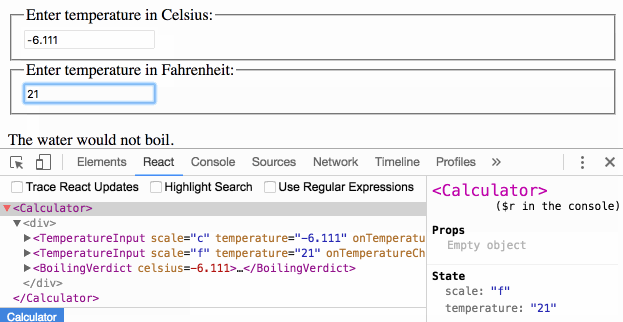 Enter temperature in Celsius:
-6.111
Enter temperature in Fahrenheit:
21
The water would not boil.
Elements React Console Sources Network Timeline Profiles »
Trace React Updates Highlight Search Use Regular Expressions
<Calculator>
<div>
<TemperatureInput scale="c" temperature="-6.111" onTemperatu
<TemperatureInput scale="f" temperature="21" onTemperatureCh
<BoilingVerdict celsius=-6.111>…</BoilingVerdict>
</div>
</Calculator>
Calculator
<Calculator>
($r in the console)
Props
Empty object
State
scale: "f"
temperature: "21"